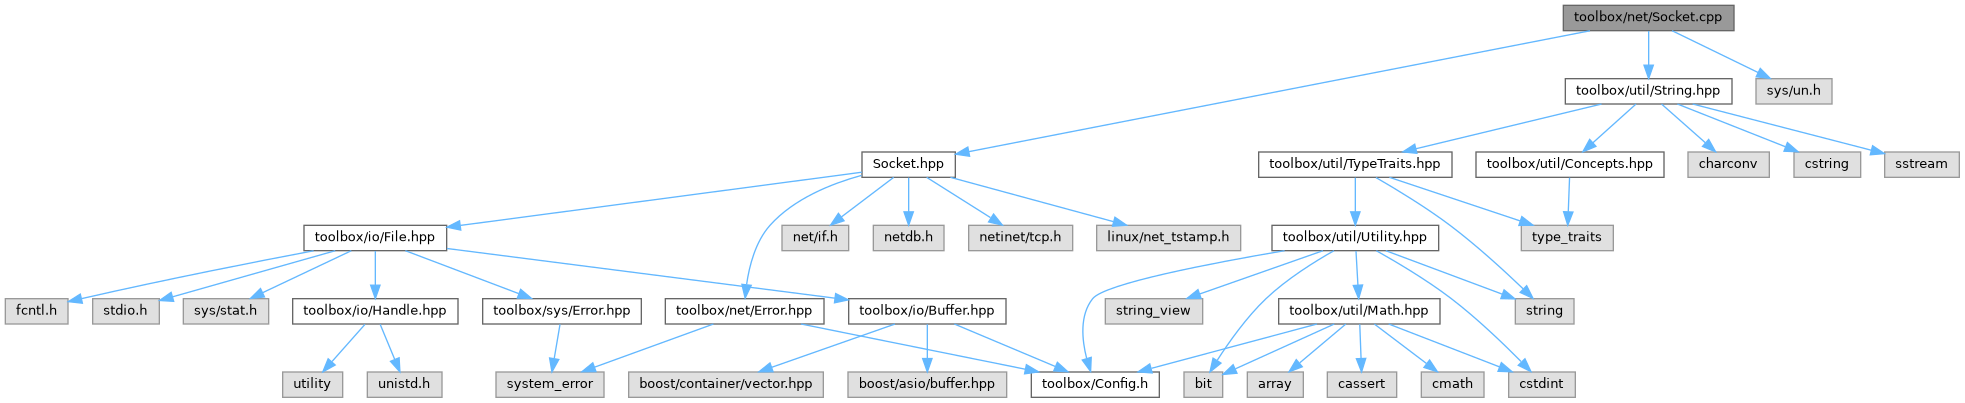 toolbox/net/Socket.cpp
toolbox/util/String.hpp
sys/un.h
Socket.hpp
toolbox/util/TypeTraits.hpp
toolbox/util/Concepts.hpp
charconv
cstring
sstream
toolbox/io/File.hpp
net/if.h
netdb.h
netinet/tcp.h
linux/net_tstamp.h
toolbox/util/Utility.hpp
type_traits
fcntl.h
stdio.h
sys/stat.h
toolbox/io/Handle.hpp
toolbox/sys/Error.hpp
toolbox/net/Error.hpp
toolbox/io/Buffer.hpp
string_view
toolbox/util/Math.hpp
string
utility
unistd.h
system_error
boost/container/vector.hpp
boost/asio/buffer.hpp
toolbox/Config.h
bit
array
cassert
cmath
cstdint